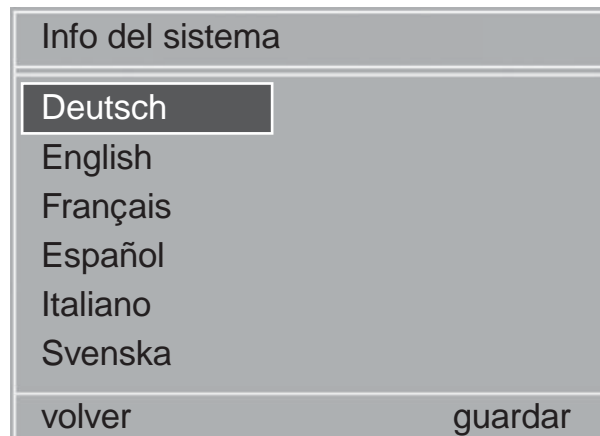 Info del sistema
Deutsch
English
Français
Español
Italiano
Svenska
volver guardar